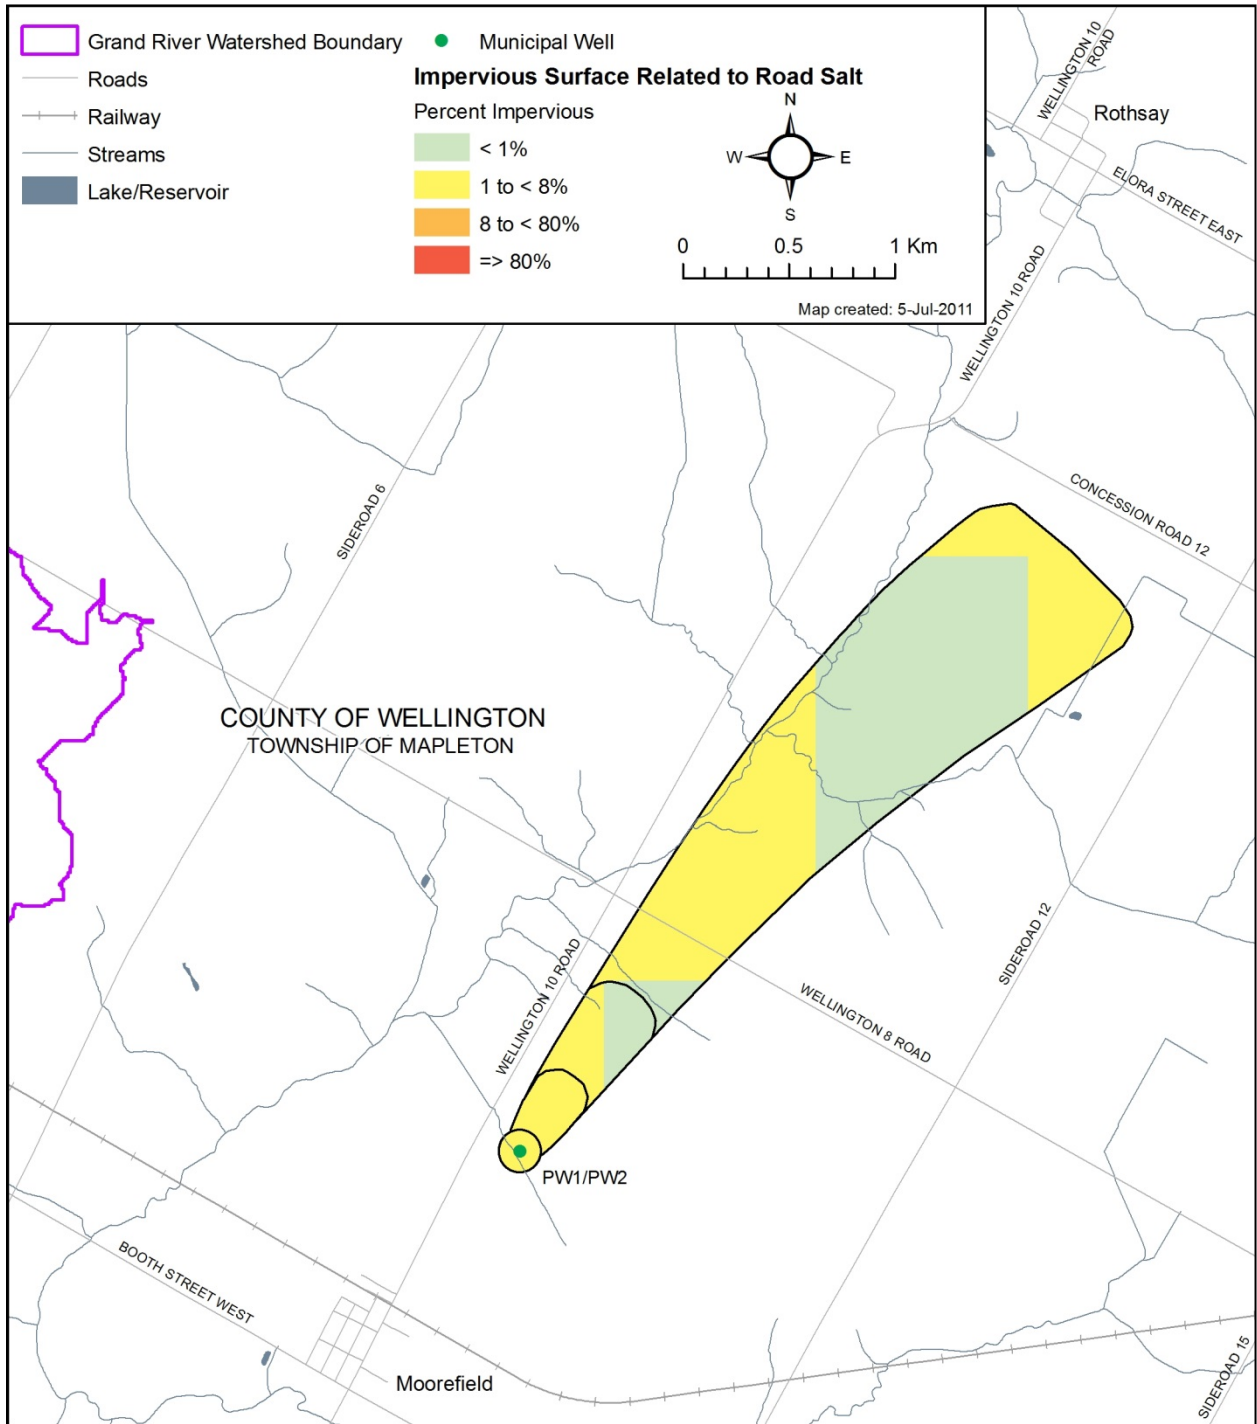 Grand River Watershed Boundary
Roads
Railway
Streams
Lake/Reservoir
Municipal Well
Impervious Surface Related to Road Salt
Percent Impervious
< 1%
1 to < 8%
8 to < 80%
=> 80%
N
W
E
S
0 0.5 1 Km
Map created: 5-Jul-2011
WELLINGTON 10
ROAD
Rothsay
ELORA STREET EAST
WELLINGTON 10 ROAD
SIDEROAD 6
CONCESSION ROAD 12
COUNTY OF WELLINGTON
TOWNSHIP OF MAPLETON
WELLINGTON 10 ROAD
SIDEROAD 12
WELLINGTON 8 ROAD
PW1/PW2
BOOTH STREET WEST
Moorefield
SIDEROAD 15